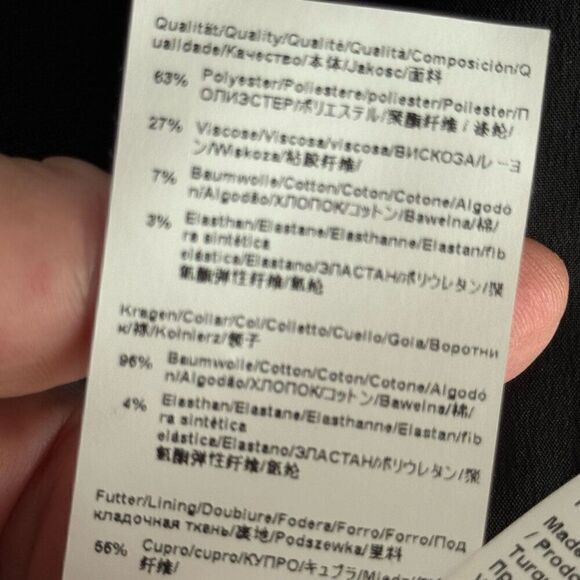 Qualität/Quality/Qualité/Qualità/Composición/Q
ualidade/Качество/本体/Jakosc/面料
63% Polyester/Poliestere/poliester/Poliester/П
ОЛИЭСТЕР/ポリエステル/聚酯纤维 / 涤纶/
27% Viscose/Viscosa/viscosa/ВИСКОЗА/レーヨ
ン/Wiskoza/粘胶纤维/
7% Baumwolle/Cotton/Coton/Cotone/Algodó
n/Algodão/ХЛОПОК/コットン/Bawelna/棉/
3% Elasthan/Elastane/Elasthanne/Elastan/fib
ra sintética
elástica/Elastano/ЭЛАСТАН/ポリウレタン/聚
氨酯弹性纤维/氨纶
Kragen/Collar/Col/Colletto/Cuello/Gola/Воротни
к/衿/Kolnierz/领子
96% Baumwolle/Cotton/Coton/Cotone/Algodó
n/Algodão/ХЛОПОК/コットン/Bawelna/棉/
4% Elasthan/Elastane/Elasthanne/Elastan/fib
ra sintética
elástica/Elastano/ЭЛАСТАН/ポリウレタン/聚
氨酯弹性纤维/氨纶
Futter/Lining/Doublure/Fodera/Forro/Forro/Под
кладочная ткань/裏地/Podszewka/里料
56% Cupro/cupro/КУПРО/キュプラ/
纤维/
Made
/ Prod
Turq